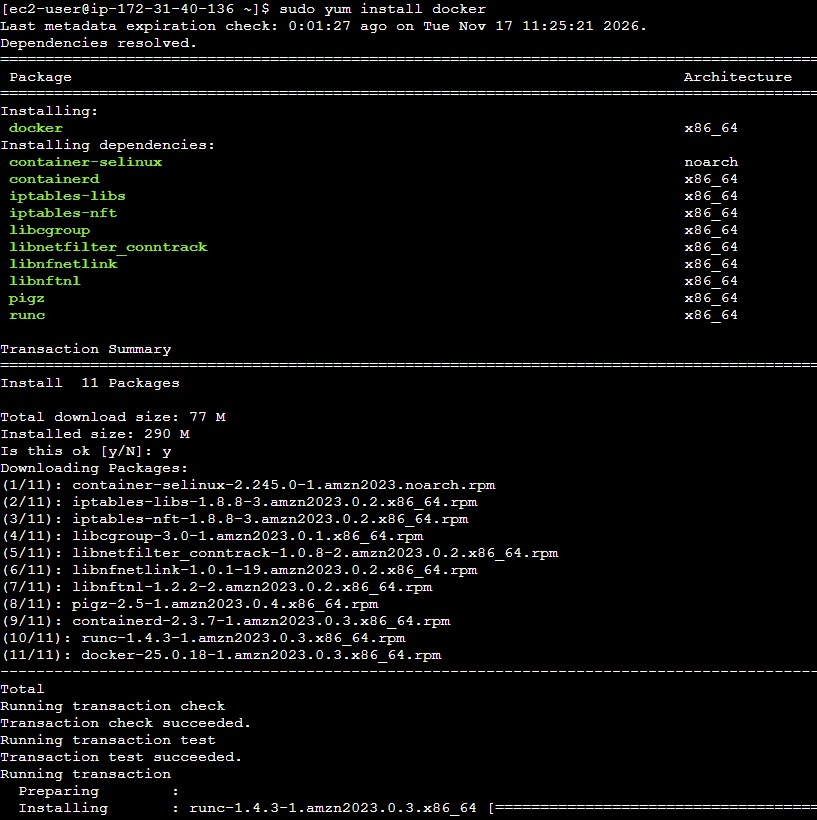 [ec2-user@ip-172-31-40-136 ~]$ sudo yum install docker
Last metadata expiration check: 0:01:27 ago on Tue Nov 17 11:25:21 2026.
Dependencies resolved.
================================================================================
Package Architecture
================================================================================
Installing:
docker x86_64
Installing dependencies:
container-selinux noarch
containerd x86_64
iptables-libs x86_64
iptables-nft x86_64
libcgroup x86_64
libnetfilter_conntrack x86_64
libnfnetlink x86_64
libnftnl x86_64
pigz x86_64
runc x86_64
Transaction Summary
================================================================================
Install  11 Packages
Total download size: 77 M
Installed size: 290 M
Is this ok [y/N]: y
Downloading Packages:
(1/11): container-selinux-2.245.0-1.amzn2023.noarch.rpm
(2/11): iptables-libs-1.8.8-3.amzn2023.0.2.x86_64.rpm
(3/11): iptables-nft-1.8.8-3.amzn2023.0.2.x86_64.rpm
(4/11): libcgroup-3.0-1.amzn2023.0.1.x86_64.rpm
(5/11): libnetfilter_conntrack-1.0.8-2.amzn2023.0.2.x86_64.rpm
(6/11): libnfnetlink-1.0.1-19.amzn2023.0.2.x86_64.rpm
(7/11): libnftnl-1.2.2-2.amzn2023.0.2.x86_64.rpm
(8/11): pigz-2.5-1.amzn2023.0.4.x86_64.rpm
(9/11): containerd-2.3.7-1.amzn2023.0.3.x86_64.rpm
(10/11): runc-1.4.3-1.amzn2023.0.3.x86_64.rpm
(11/11): docker-25.0.18-1.amzn2023.0.3.x86_64.rpm
--------------------------------------------------------------------------------
Total
Running transaction check
Transaction check succeeded.
Running transaction test
Transaction test succeeded.
Running transaction
Preparing        :
Installing       : runc-1.4.3-1.amzn2023.0.3.x86_64 [====================================